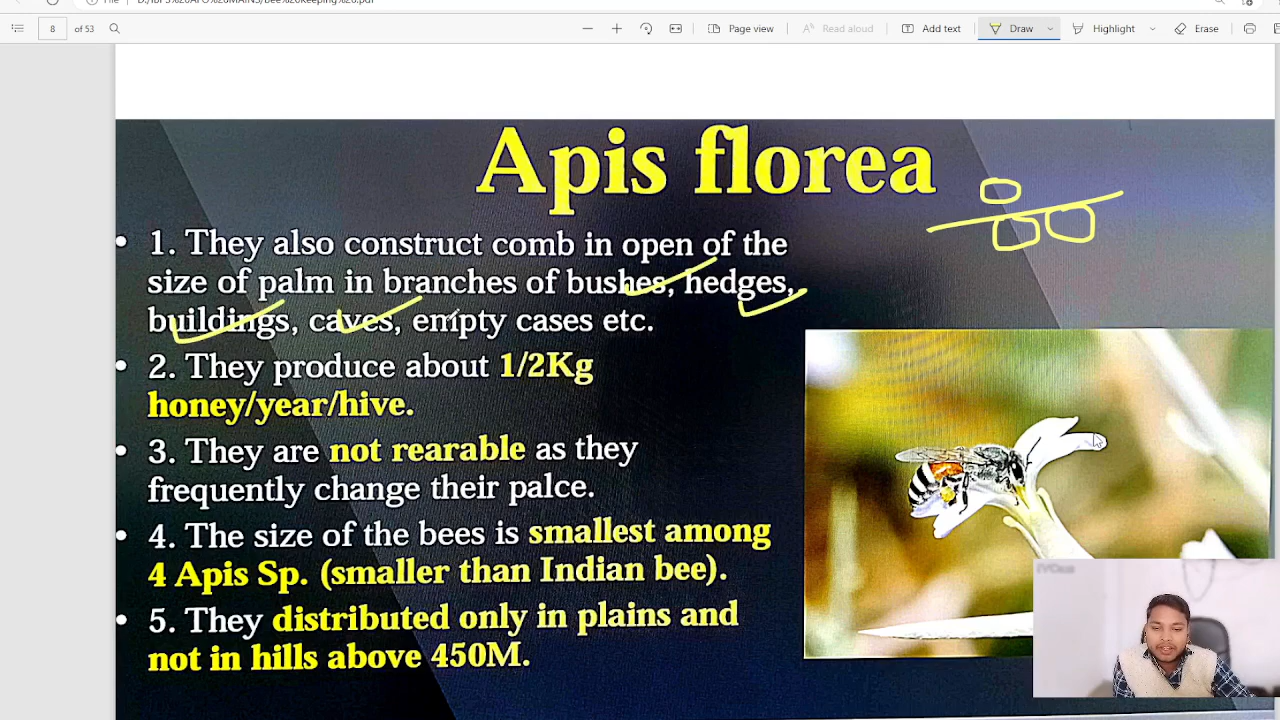 8 of 53
Page view
Read aloud
Add text
Draw
Highlight
Erase
Apis florea
• 1. They also construct comb in open of the
size of palm in branches of bushes, hedges,
buildings, caves, empty cases etc.
• 2. They produce about 1/2Kg
honey/year/hive.
• 3. They are not rearable as they
frequently change their palce.
• 4. The size of the bees is smallest among
4 Apis Sp. (smaller than Indian bee).
• 5. They distributed only in plains and
not in hills above 450M.